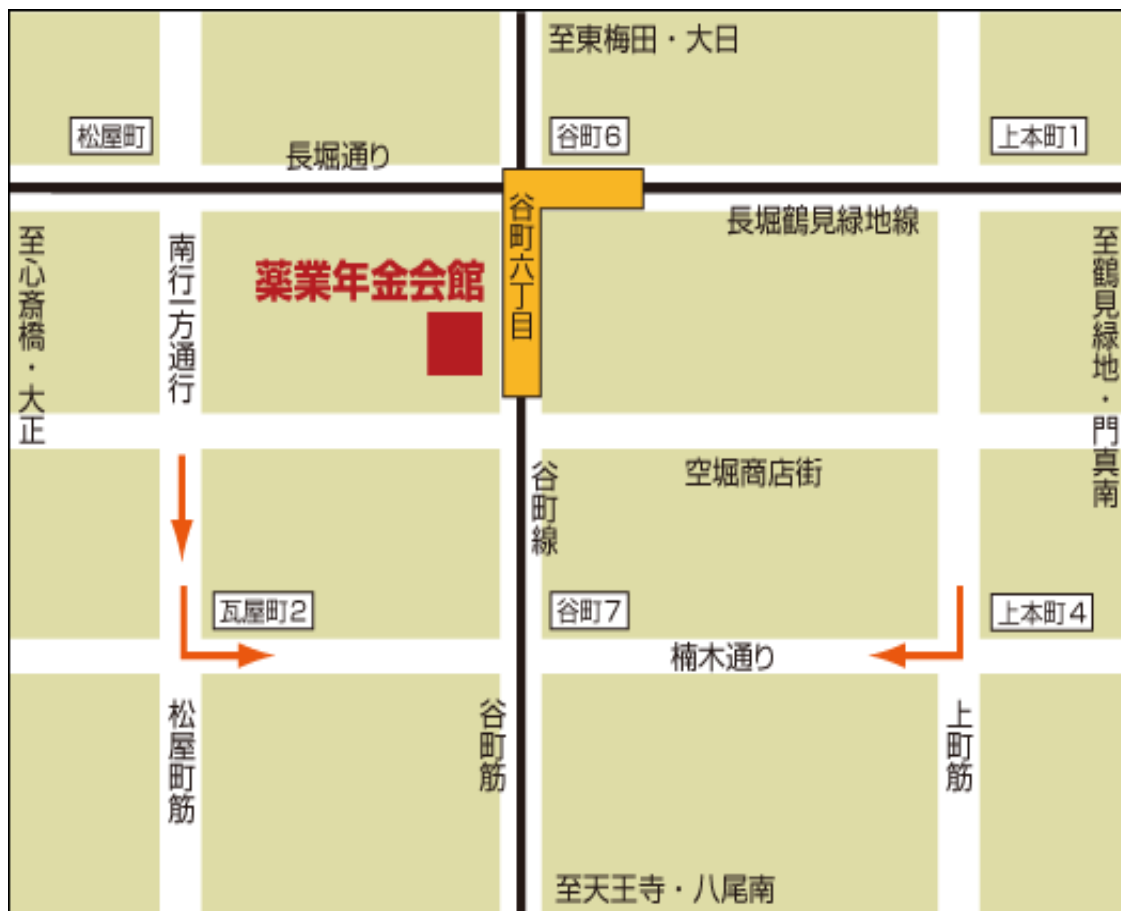 至東梅田・大日
松屋町
谷町6
上本町1
長堀通り
長堀鶴見緑地線
谷町六丁目
薬業年金会館
至心斎橋・大正
南行一方通行
至鶴見緑地・門真南
空堀商店街
谷町線
瓦屋町2
谷町7
上本町4
楠木通り
松屋町筋
谷町筋
上町筋
至天王寺・八尾南